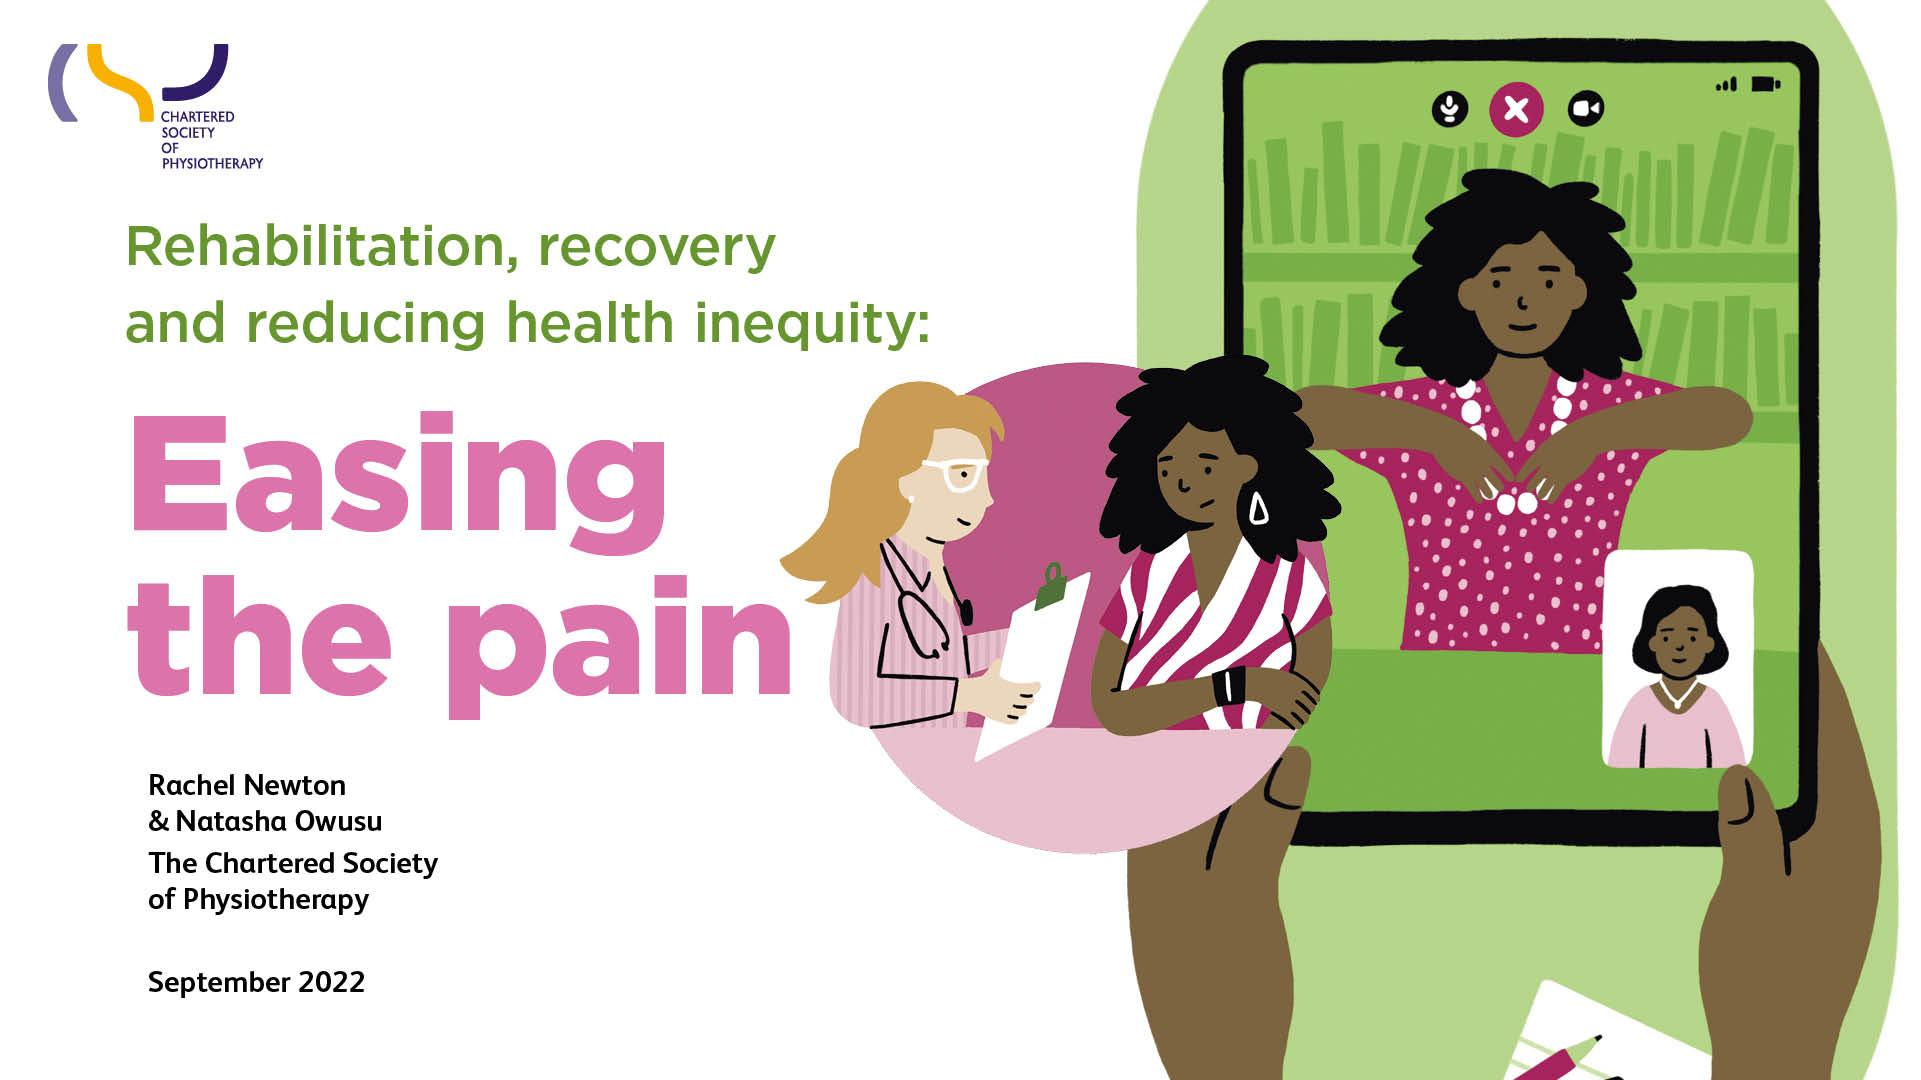 CHARTERED
SOCIETY
OF
PHYSIOTHERAPY
Rehabilitation, recovery
and reducing health inequity:
Easing
the pain
Rachel Newton
& Natasha Owusu
The Chartered Society
of Physiotherapy
September 2022